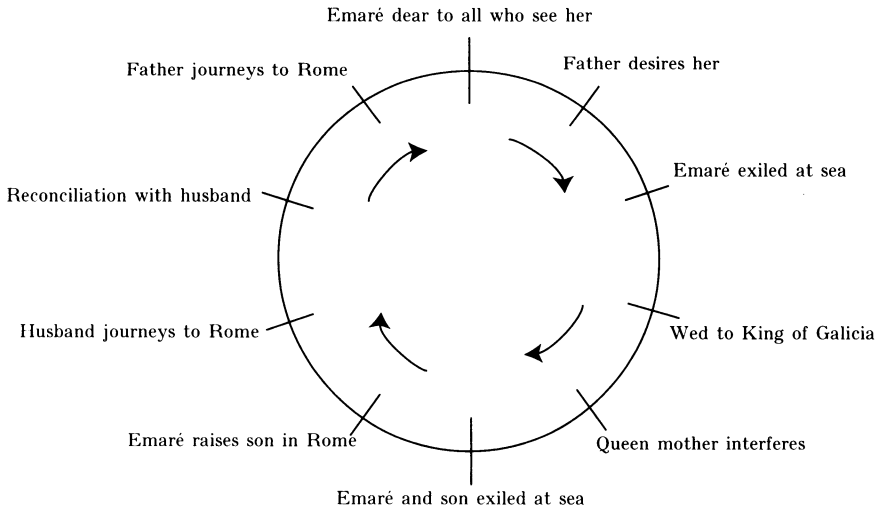 Emaré dear to all who see her
Father desires her
Emaré exiled at sea
Wed to King of Galicia
Queen mother interferes
Emaré and son exiled at sea
Emaré raises son in Rome
Husband journeys to Rome
Reconciliation with husband
Father journeys to Rome